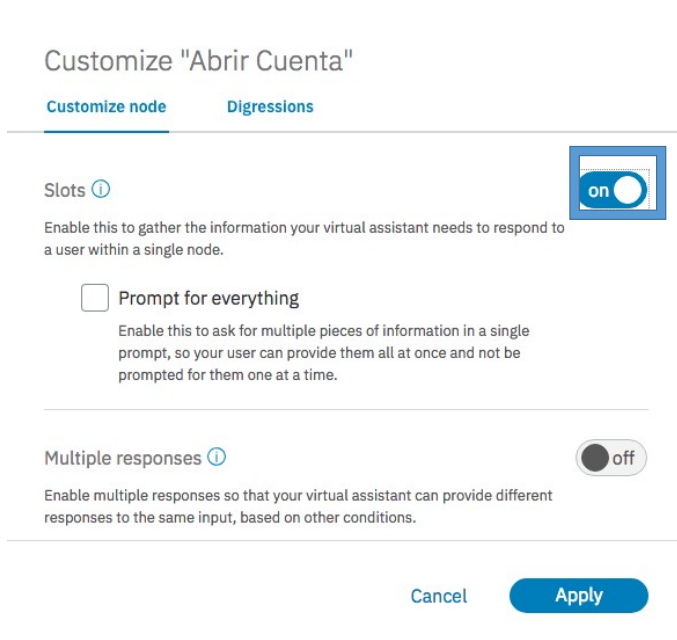 Customize "Abrir Cuenta"
Customize node Digressions
Slots
on
Enable this to gather the information your virtual assistant needs to respond to
a user within a single node.
Prompt for everything
Enable this to ask for multiple pieces of information in a single
prompt, so your user can provide them all at once and not be
prompted for them one at a time.
Multiple responses
off
Enable multiple responses so that your virtual assistant can provide different
responses to the same input, based on other conditions.
Cancel Apply